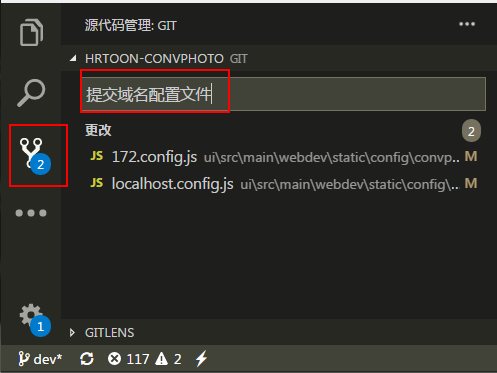 源代码管理: GIT
HRTOON-CONVPHOTO GIT
提交域名配置文件
更改 2
JS 172.config.js ui\src\main\webdev\static\config\convp... M
JS localhost.config.js ui\src\main\webdev\static\config\... M
2
1
GITLENS
dev* 117 2